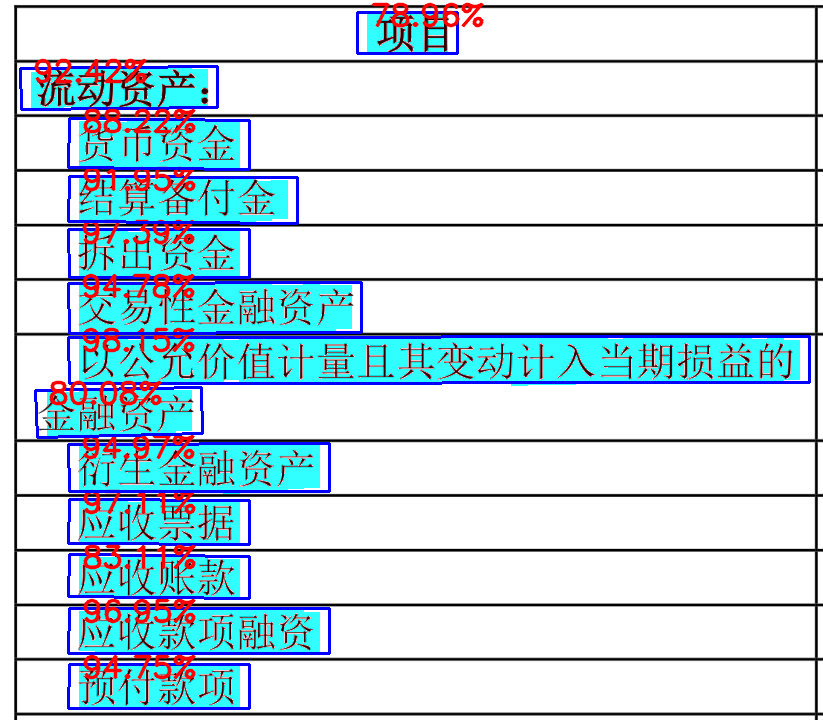 78.96%
项目
92.42%
流动资产：
88.22%
货币资金
91.95%
结算备付金
97.39%
拆出资金
94.78%
交易性金融资产
98.15%
以公允价值计量且其变动计入当期损益的
80.08%
金融资产
94.97%
衍生金融资产
97.11%
应收票据
83.11%
应收账款
96.95%
应收款项融资
94.75%
预付款项